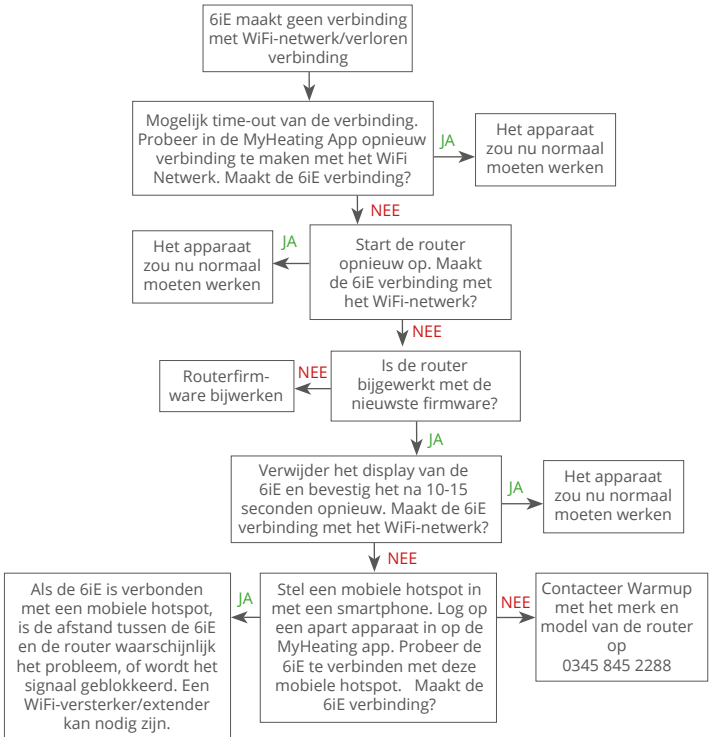 6iE maakt geen verbinding
met WiFi-netwerk/verloren
verbinding
Mogelijk time-out van de verbinding.
Probeer in de MyHeating App opnieuw
verbinding te maken met het WiFi
Netwerk. Maakt de 6iE verbinding?
JA
Het apparaat
zou nu normaal
moeten werken
NEE
Het apparaat
zou nu normaal
moeten werken
JA
Start de router
opnieuw op. Maakt
de 6iE verbinding met
het WiFi-netwerk?
NEE
Routerfirm-
ware bijwerken
NEE
Is de router
bijgewerkt met de
nieuwste firmware?
JA
Verwijder het display van de
6iE en bevestig het na 10-15
seconden opnieuw. Maakt de 6iE
verbinding met het WiFi-netwerk?
JA
Het apparaat
zou nu normaal
moeten werken
NEE
Als de 6iE is verbonden
met een mobiele hotspot,
is de afstand tussen de 6iE
en de router waarschijnlijk
het probleem, of wordt het
signaal geblokkeerd. Een
WiFi-versterker/extender
kan nodig zijn.
JA
Stel een mobiele hotspot in
met een smartphone. Log op
een apart apparaat in op de
MyHeating app. Probeer de
6iE te verbinden met deze
mobiele hotspot. Maakt de
6iE verbinding?
NEE
Contacteer Warmup
met het merk en
model van de router
op
0345 845 2288